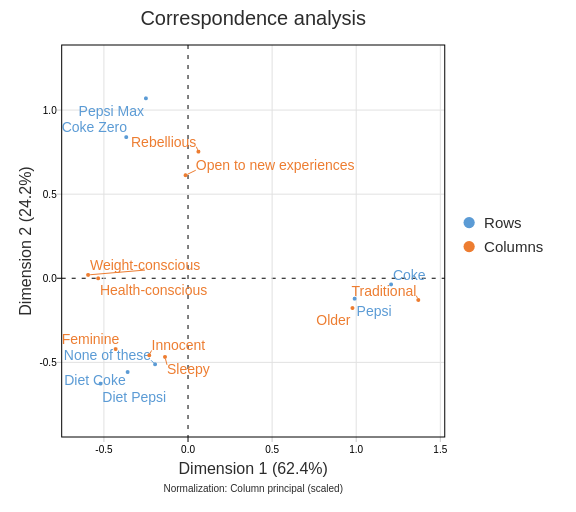 Correspondence analysis
1.0
0.5
0.0
-0.5
Dimension 2 (24.2%)
Pepsi Max
Coke Zero
Rebellious
Open to new experiences
Weight-conscious
Health-conscious
Coke
Traditional
Pepsi
Older
Feminine
Innocent
None of these
Sleepy
Diet Coke
Diet Pepsi
-0.5
0.0
0.5
1.0
1.5
Dimension 1 (62.4%)
Normalization: Column principal (scaled)
Rows
Columns